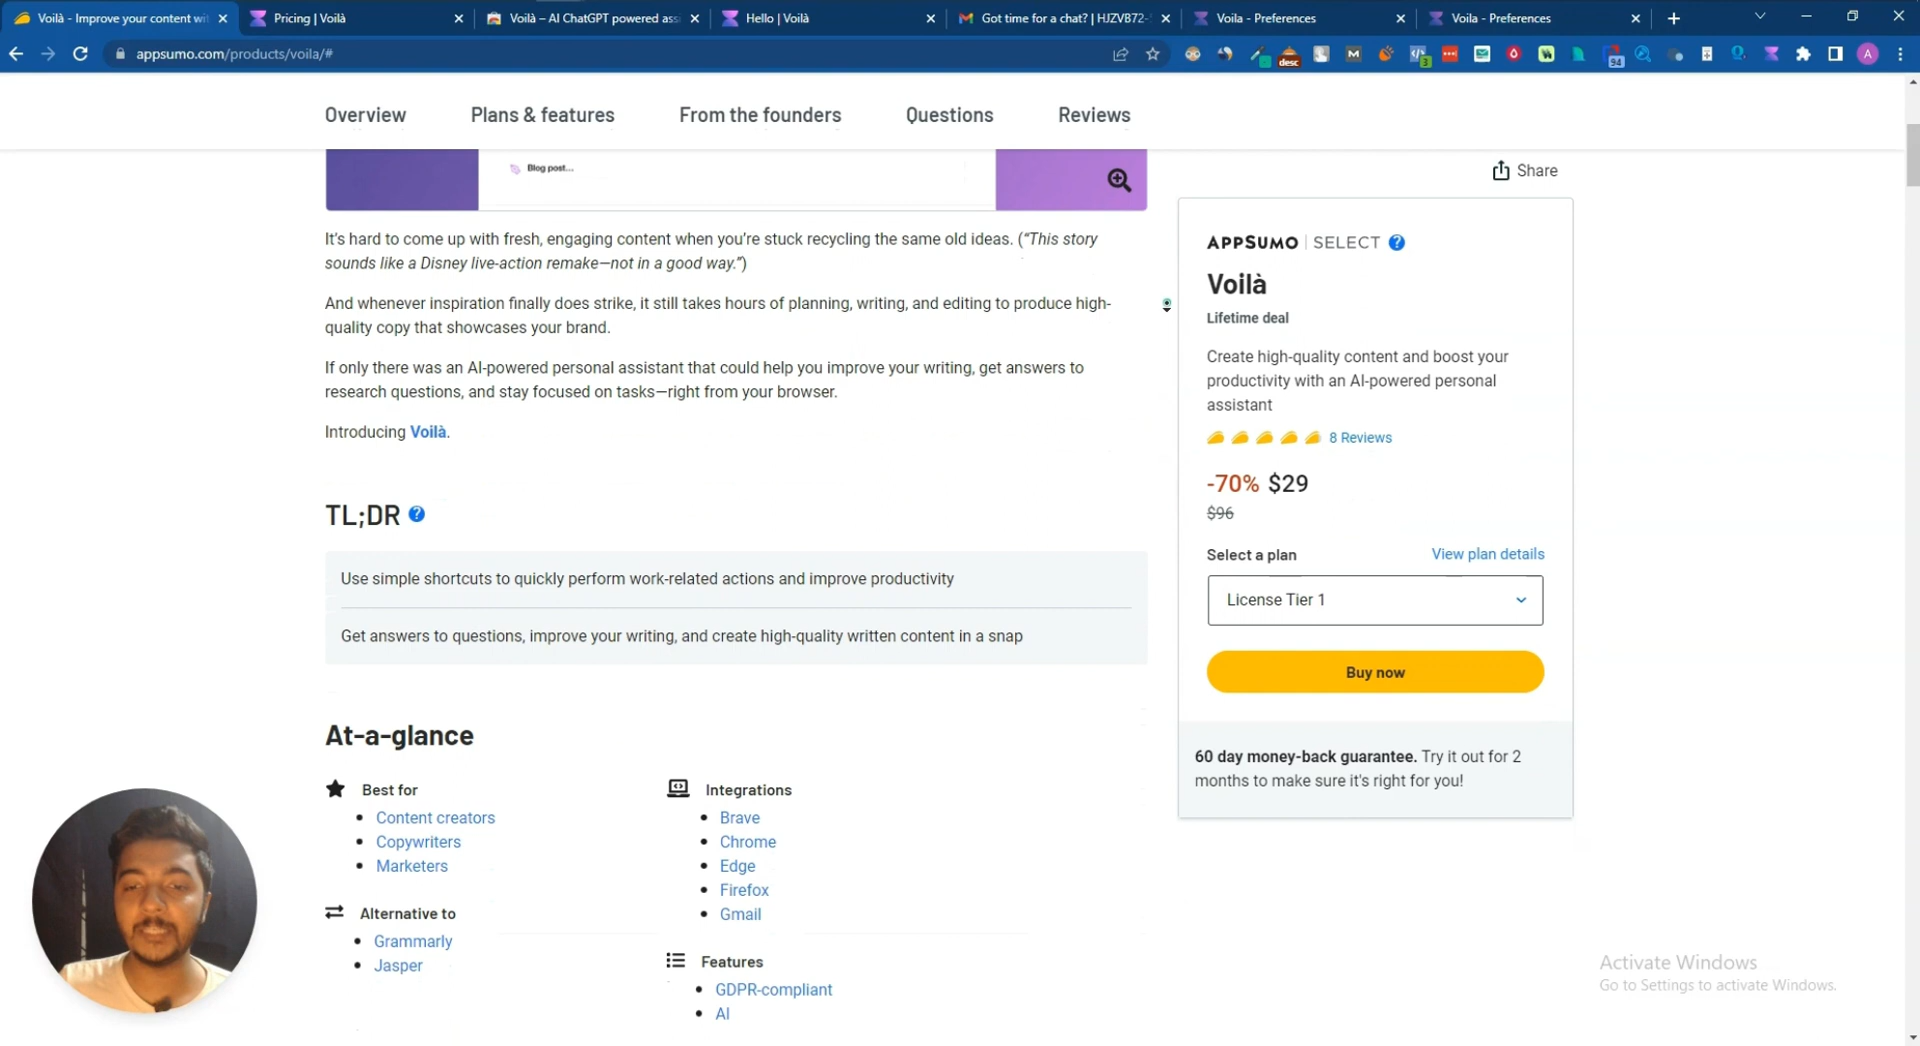 Voilà - Improve your content wi
Pricing | Voilà
Voilà – AI ChatGPT powered ass
Hello | Voilà
Got time for a chat? | HJZVB72-
Voila - Preferences
Voila - Preferences
appsumo.com/products/voila/#
desc
3
94
A
Overview
Plans & features
From the founders
Questions
Reviews
Blog post...
Share
It's hard to come up with fresh, engaging content when you're stuck recycling the same old ideas. (“This story
sounds like a Disney live-action remake—not in a good way.”)
And whenever inspiration finally does strike, it still takes hours of planning, writing, and editing to produce high-
quality copy that showcases your brand.
If only there was an AI-powered personal assistant that could help you improve your writing, get answers to
research questions, and stay focused on tasks—right from your browser.
Introducing Voilà.
TL;DR ?
Use simple shortcuts to quickly perform work-related actions and improve productivity
Get answers to questions, improve your writing, and create high-quality written content in a snap
At-a-glance
Best for
Content creators
Copywriters
Marketers
Alternative to
Grammarly
Jasper
Integrations
Brave
Chrome
Edge
Firefox
Gmail
Features
GDPR-compliant
AI
APPSUMO | SELECT ?
Voilà
Lifetime deal
Create high-quality content and boost your
productivity with an AI-powered personal
assistant
8 Reviews
-70% $29
$96
Select a plan
View plan details
License Tier 1
Buy now
60 day money-back guarantee. Try it out for 2
months to make sure it's right for you!
Activate Windows
Go to Settings to activate Windows.